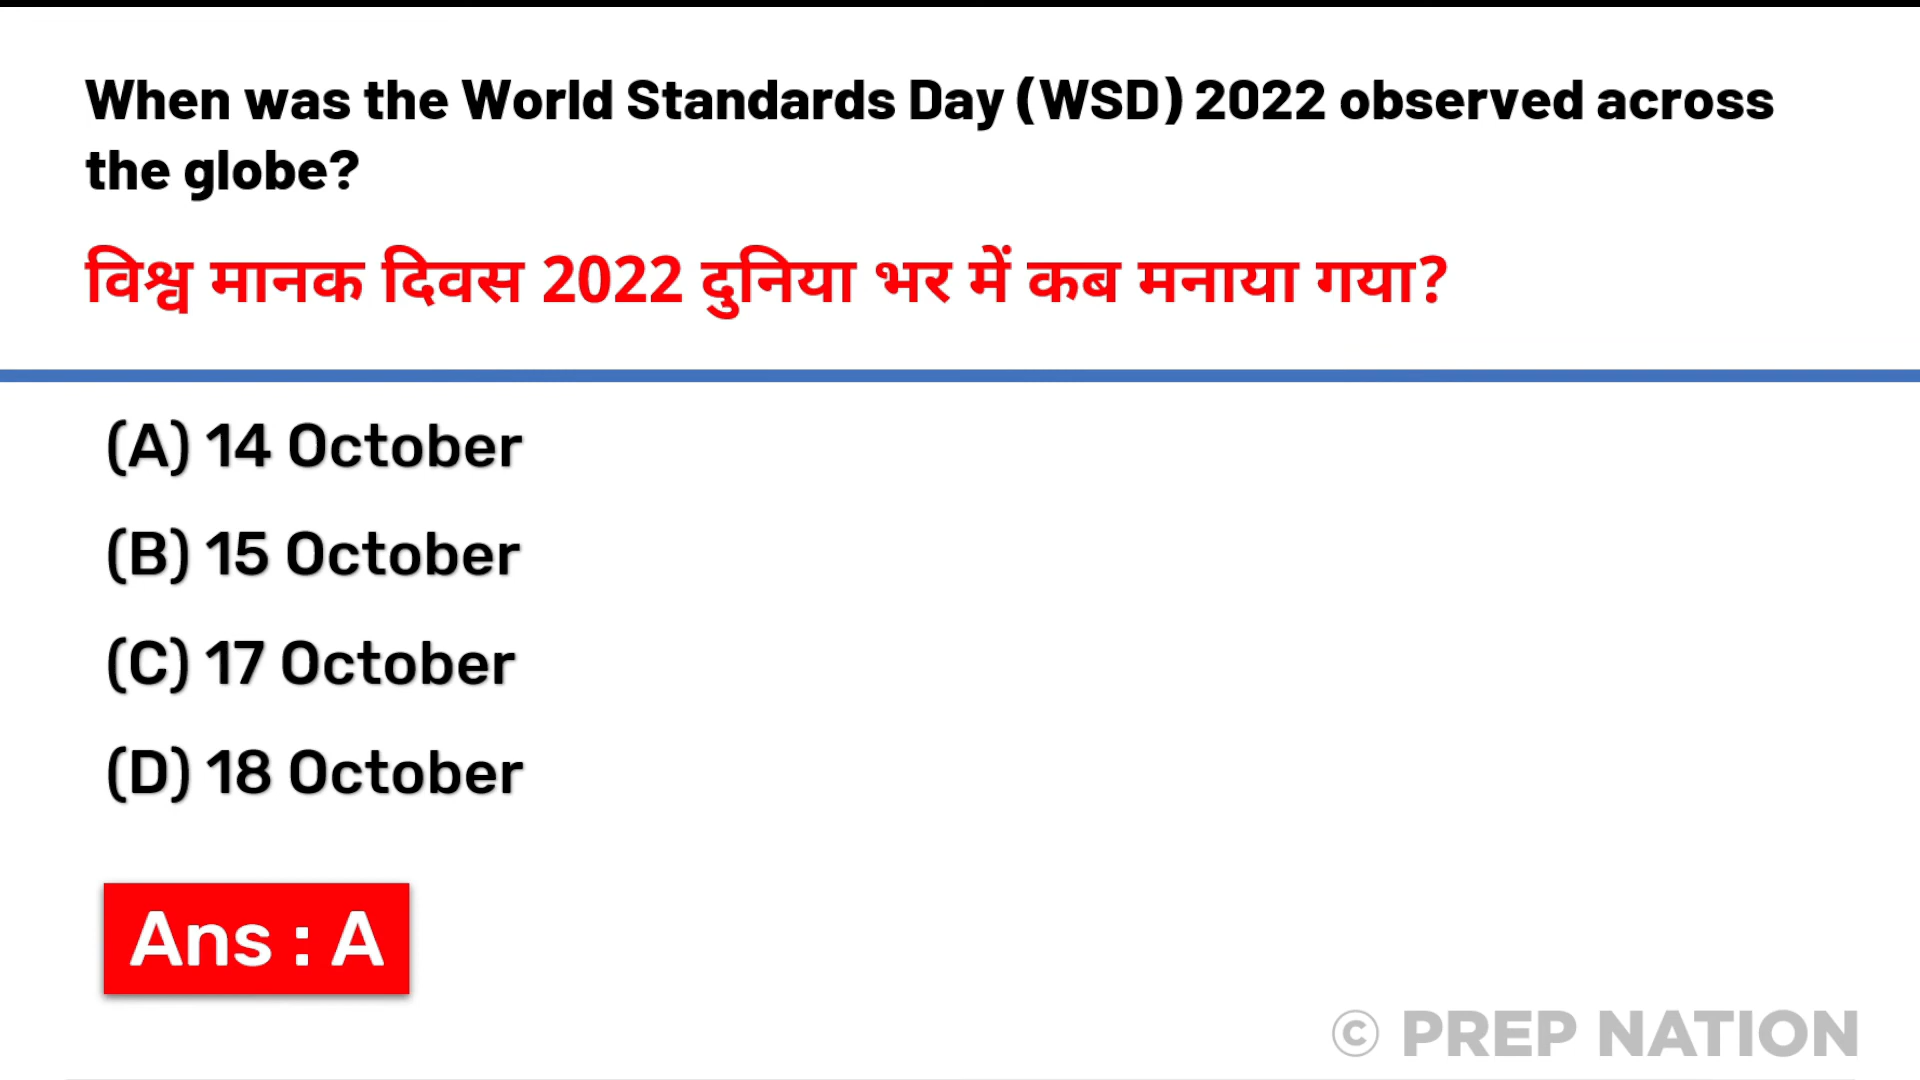 When was the World Standards Day (WSD) 2022 observed across
the globe?
विश्व मानक दिवस 2022 दुनिया भर में कब मनाया गया?
(A) 14 October
(B) 15 October
(C) 17 October
(D) 18 October
Ans : A
© PREP NATION